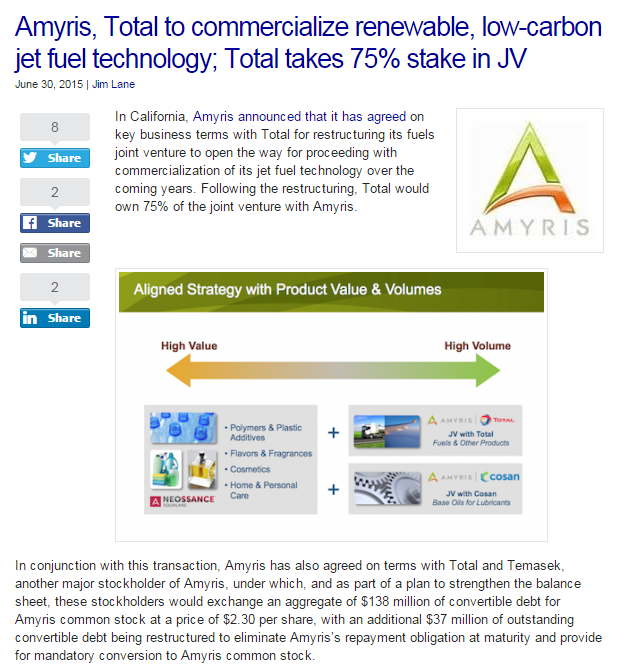 Amyris, Total to commercialize renewable, low-carbon
jet fuel technology; Total takes 75% stake in JV
June 30, 2015 | Jim Lane
8
Share
2
Share
Share
2
in Share
In California, Amyris announced that it has agreed on
key business terms with Total for restructuring its fuels
joint venture to open the way for proceeding with
commercialization of its jet fuel technology over the
coming years. Following the restructuring, Total would
own 75% of the joint venture with Amyris.
AMYRIS
Aligned Strategy with Product Value & Volumes
High Value
High Volume
• Polymers & Plastic
Additives
• Flavors & Fragrances
• Cosmetics
• Home & Personal
Care
NEOSSANCE
SQUALANE
+
AMYRIS | TOTAL
JV with Total
Fuels & Other Products
+
AMYRIS | cosan
JV with Cosan
Base Oils for Lubricants
In conjunction with this transaction, Amyris has also agreed on terms with Total and Temasek,
another major stockholder of Amyris, under which, and as part of a plan to strengthen the balance
sheet, these stockholders would exchange an aggregate of $138 million of convertible debt for
Amyris common stock at a price of $2.30 per share, with an additional $37 million of outstanding
convertible debt being restructured to eliminate Amyris's repayment obligation at maturity and provide
for mandatory conversion to Amyris common stock.